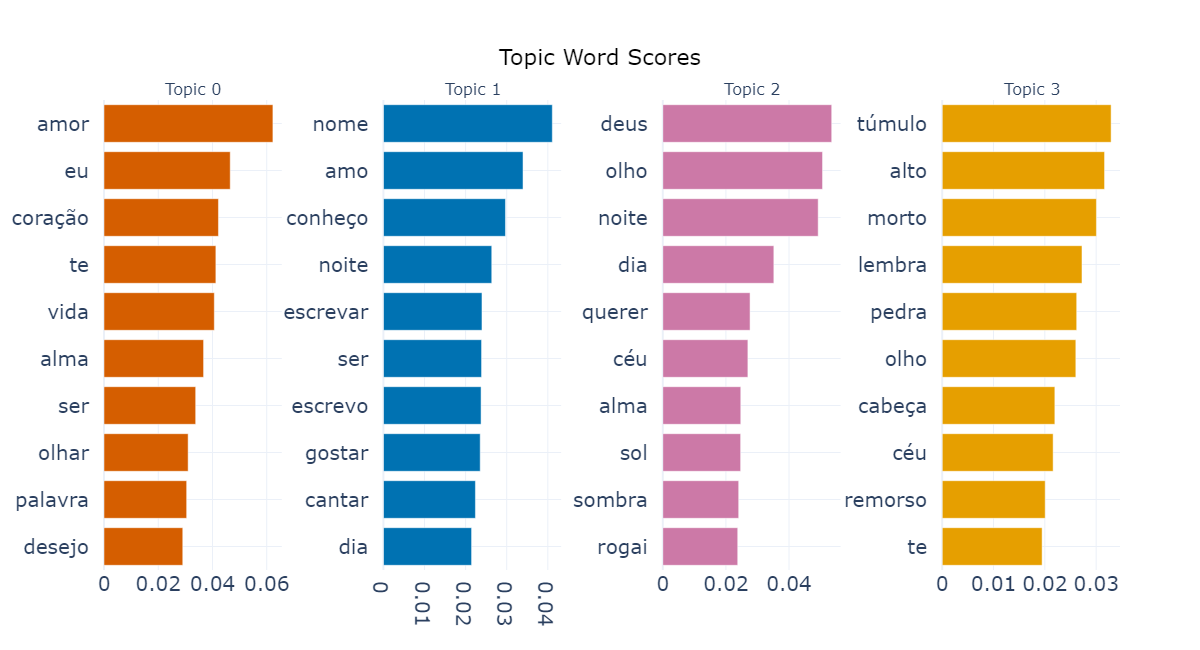 Topic Word Scores
Topic 0
amor
eu
coração
te
vida
alma
ser
olhar
palavra
desejo
0 0.02 0.04 0.06
Topic 1
nome
amo
conheço
noite
escrevar
ser
escrevo
gostar
cantar
dia
0 0.01 0.02 0.03 0.04
Topic 2
deus
olho
noite
dia
querer
céu
alma
sol
sombra
rogai
0 0.02 0.04
Topic 3
túmulo
alto
morto
lembra
pedra
olho
cabeça
céu
remorso
te
0 0.01 0.02 0.03